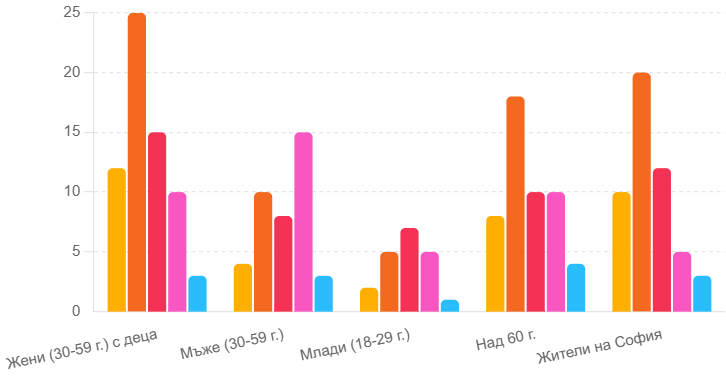 25
20
15
10
5
0
Жени (30-59 г.) с деца
Мъже (30-59 г.)
Млади (18-29 г.)
Над 60 г.
Жители на София